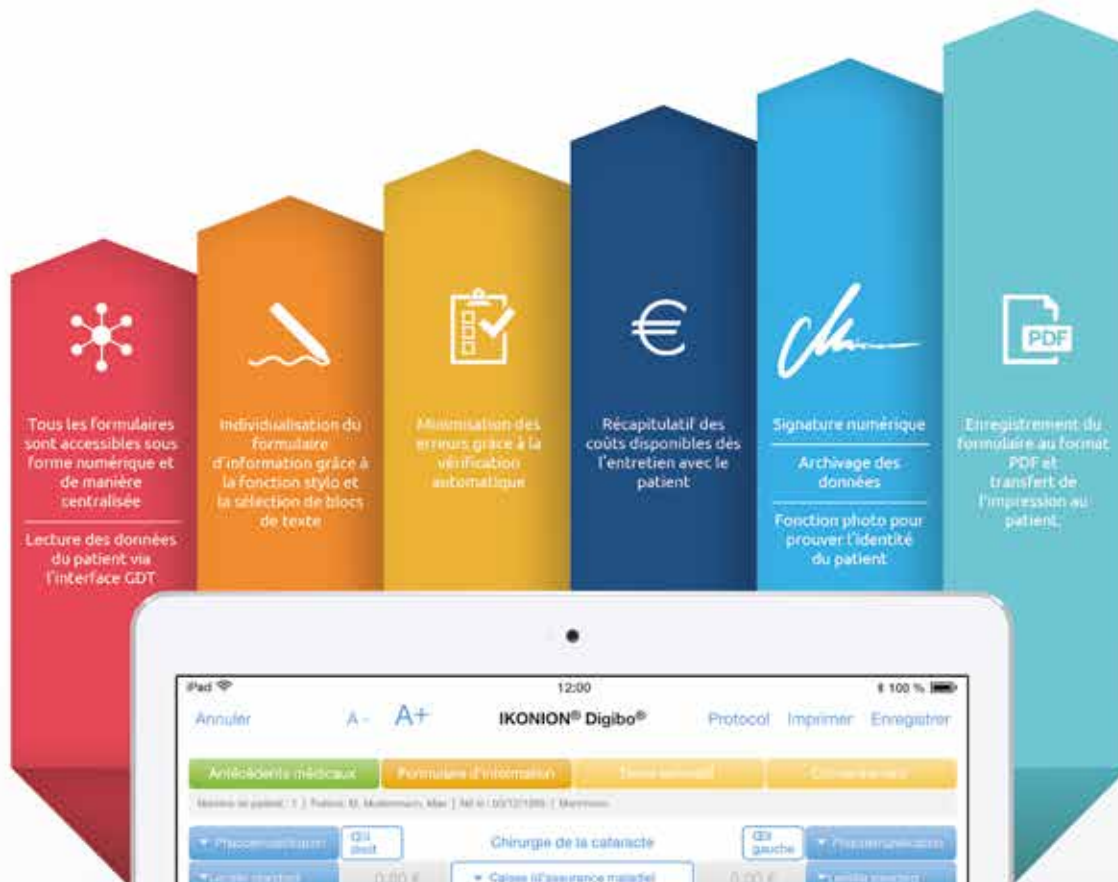 PDF
Tous les formulaires
sont accessibles sous
forme numérique et
de manière
centralisée
Lecture des données
du patient via
l'interface GDT
Individualisation du
formulaire
d'information grâce à
la fonction stylo et
la sélection de blocs
de texte
Minimisation des
erreurs grâce à la
vérification
automatique
€
Récapitulatif des
coûts disponibles dès
l'entretien avec le
patient
Signature numérique
Archivage des
données
Fonction photo pour
prouver l'identité
du patient
Enregistrement du
formulaire au format
PDF et
transfert de
l'impression au
patient.
iPad 12:00 100 %
Annuler A- A+ IKONION® Digibo® Protocol Imprimer Enregistrer
Antécédents médicaux Formulaire d'information
Œil droit Chirurgie de la cataracte Œil gauche
0,00 € Caisse (d'assurance maladie) 0,00 €